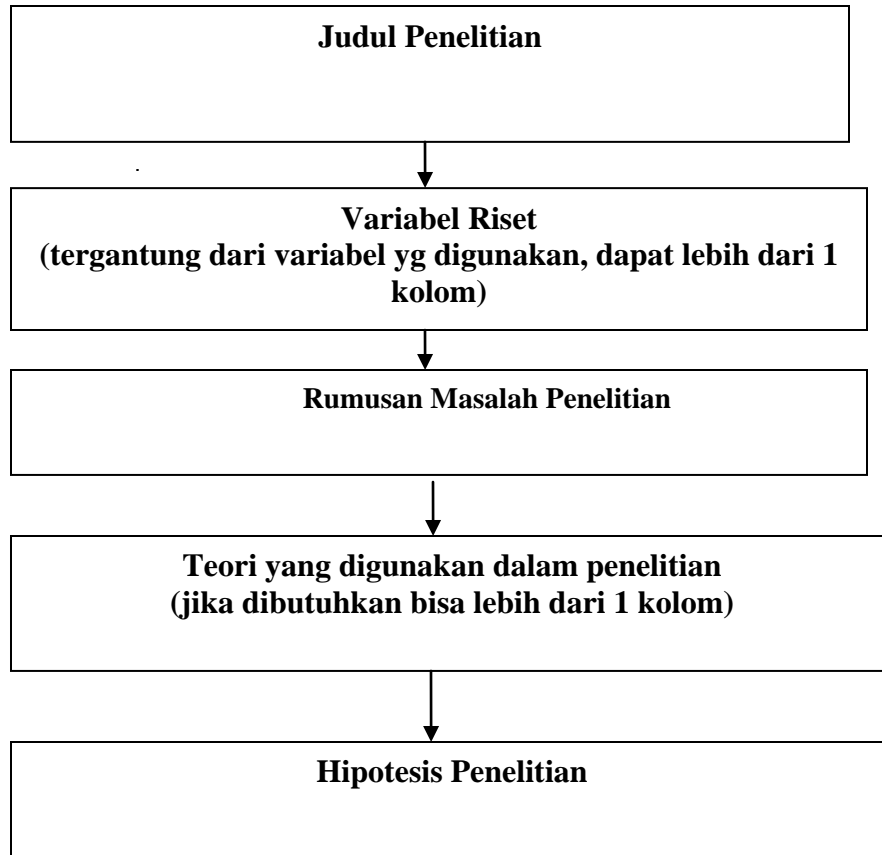 Judul Penelitian
Variabel Riset
(tergantung dari variabel yg digunakan, dapat lebih dari 1
kolom)
Rumusan Masalah Penelitian
Teori yang digunakan dalam penelitian
(jika dibutuhkan bisa lebih dari 1 kolom)
Hipotesis Penelitian